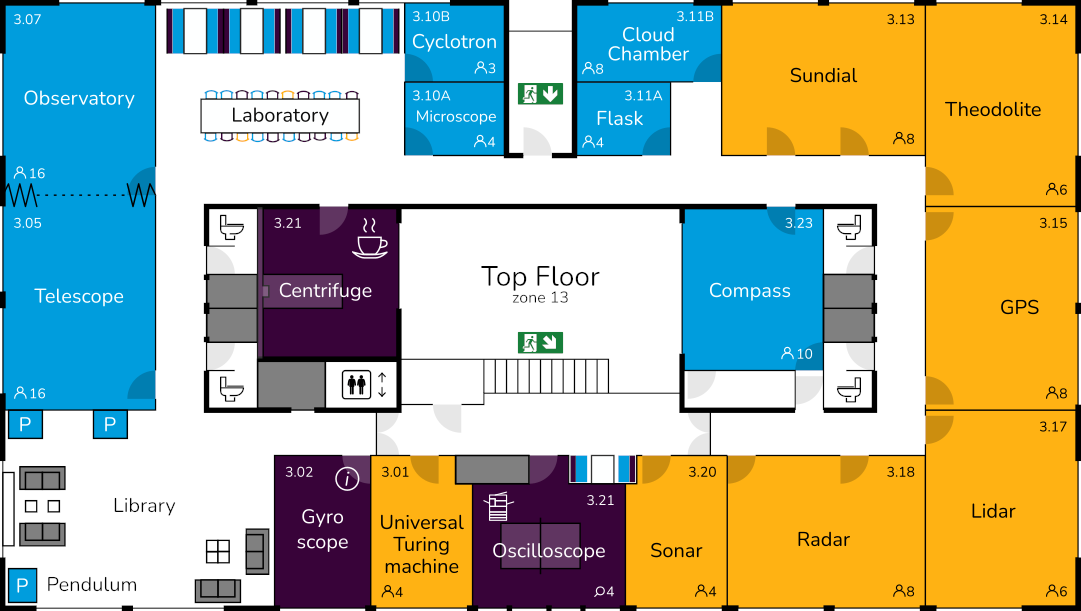 3.07
Observatory
16
3.05
Telescope
16
P
P
Laboratory
3.10B
Cyclotron
3
3.10A
Microscope
4
3.11B
Cloud
Chamber
8
3.11A
Flask
4
3.13
Sundial
8
3.14
Theodolite
6
3.15
GPS
8
3.17
Lidar
6
3.21
Centrifuge
Top Floor
zone 13
3.23
Compass
10
Library
P
Pendulum
3.02
i
Gyro
scope
3.01
Universal
Turing
machine
4
3.21
Oscilloscope
4
3.20
Sonar
4
3.18
Radar
8